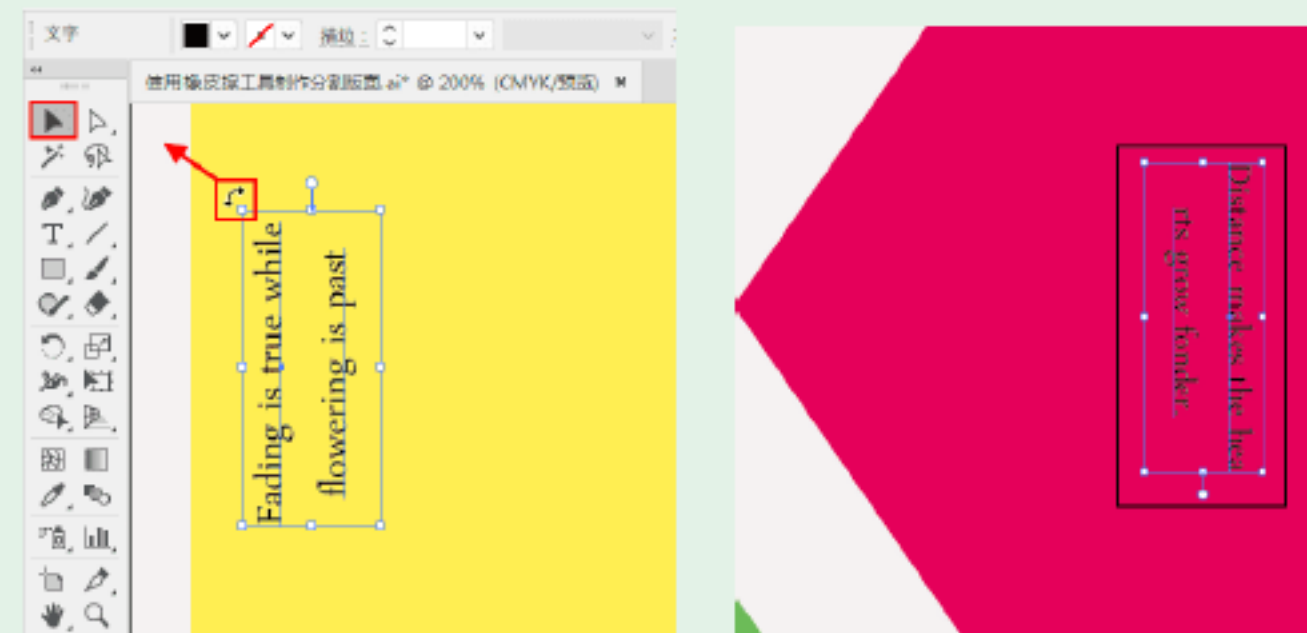 文字
描边：
使用橡皮擦工具制作分割版面.ai* @ 200% (CMYK/预览)
Fading is true while
flowering is past
Distance makes the hea
rts grow fonder.